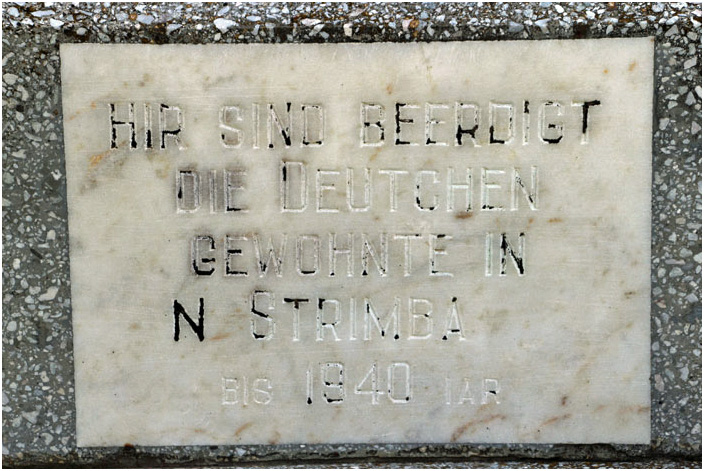 HIR SIND BEERDIGT
DIE DEUTCHEN
GEWOHNTE IN
N STRIMBA
BIS 1940 IAR